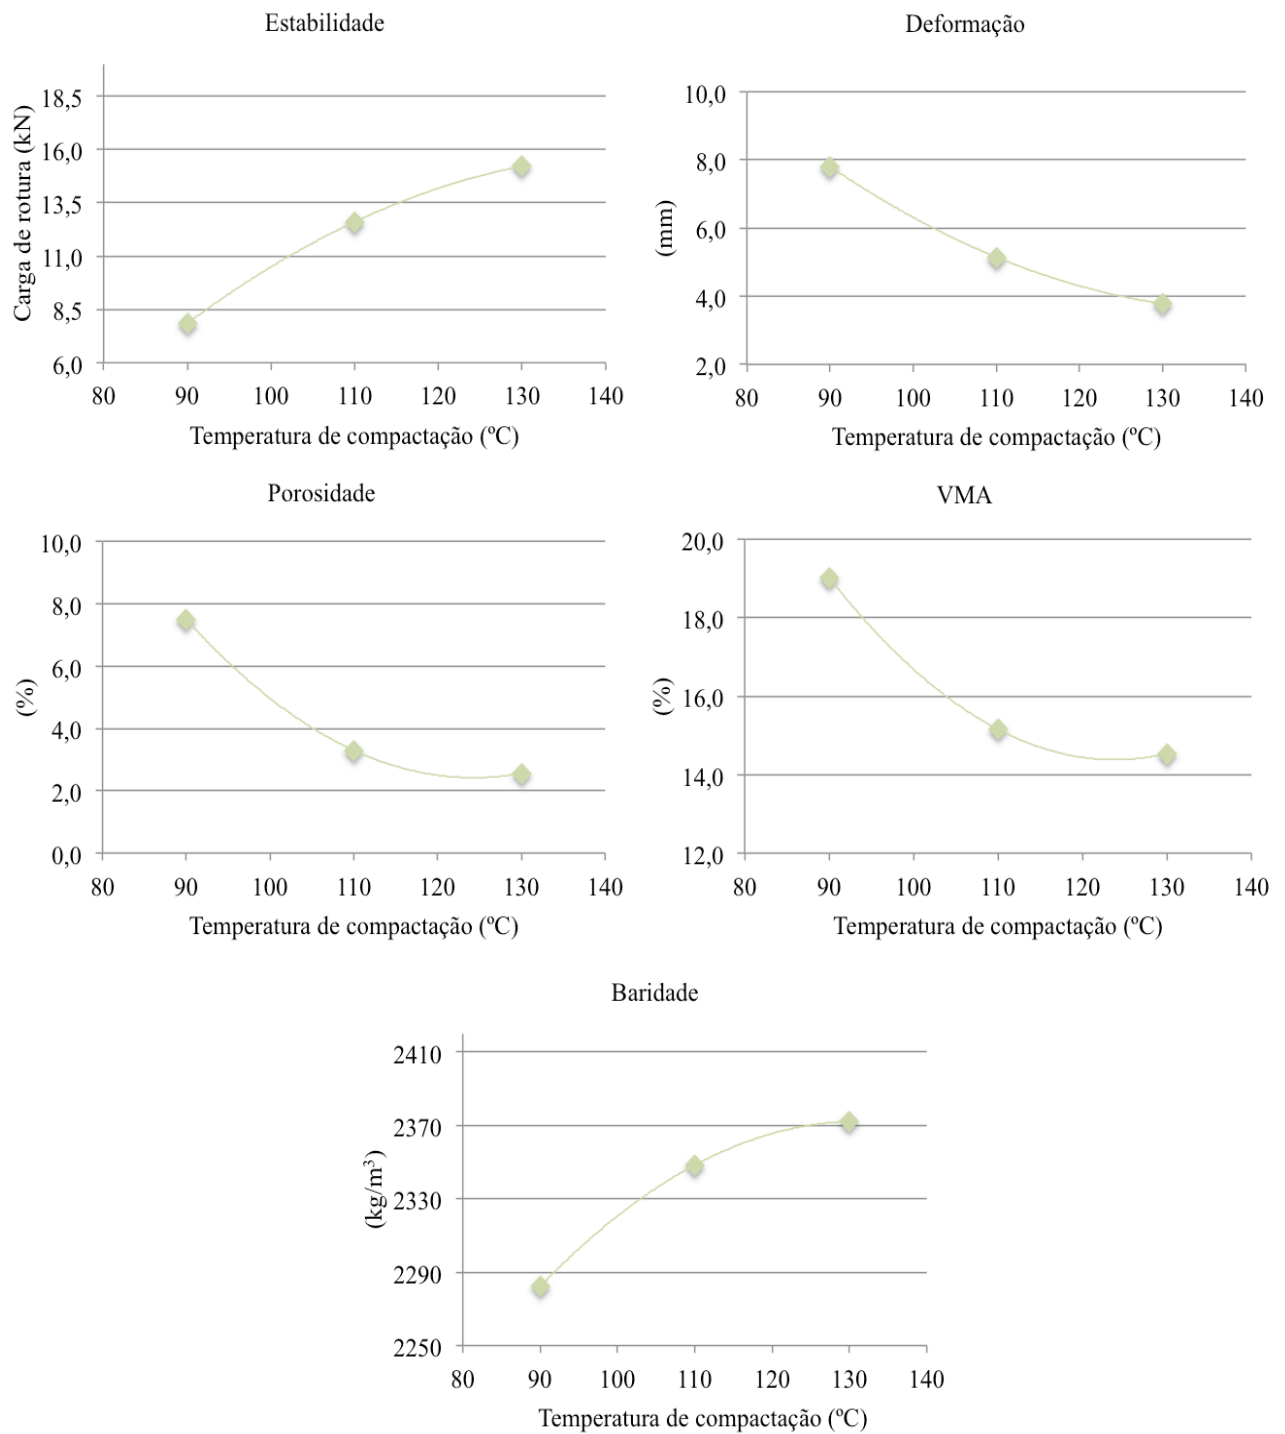 Estabilidade
Carga de rotura (kN)
18,5
16,0
13,5
11,0
8,5
6,0
80 90 100 110 120 130 140
Temperatura de compactação (ºC)
Deformação
(mm)
10,0
8,0
6,0
4,0
2,0
80 90 100 110 120 130 140
Temperatura de compactação (ºC)
Porosidade
(%)
10,0
8,0
6,0
4,0
2,0
0,0
80 90 100 110 120 130 140
Temperatura de compactação (ºC)
VMA
(%)
20,0
18,0
16,0
14,0
12,0
80 90 100 110 120 130 140
Temperatura de compactação (ºC)
Baridade
(kg/m³)
2410
2370
2330
2290
2250
80 90 100 110 120 130 140
Temperatura de compactação (ºC)